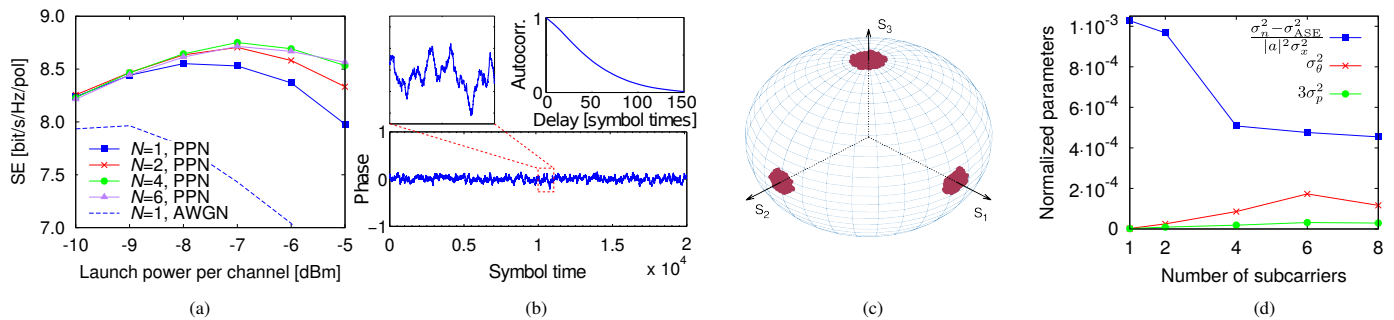 9.0
8.5
8.0
7.5
7.0
SE [bit/s/Hz/pol]
N=1, PPN
N=2, PPN
N=4, PPN
N=6, PPN
N=1, AWGN
-10 -9 -8 -7 -6 -5
Launch power per channel [dBm]
(a)
Autocorr.
1
0
0 50 100 150
Delay [symbol times]
Phase
1
0
−1
0 0.5 1 1.5 20
x 10^4
Symbol time
(b)
S3
S2
S1
(c)
Normalized parameters
1·10^-3
8·10^-4
6·10^-4
4·10^-4
2·10^-4
0
(σ_n^2−σ_ASE^2)/(|a|^2σ_x^2)
σ_θ^2
3σ_p^2
1 2 4 6 8
Number of subcarriers
(d)